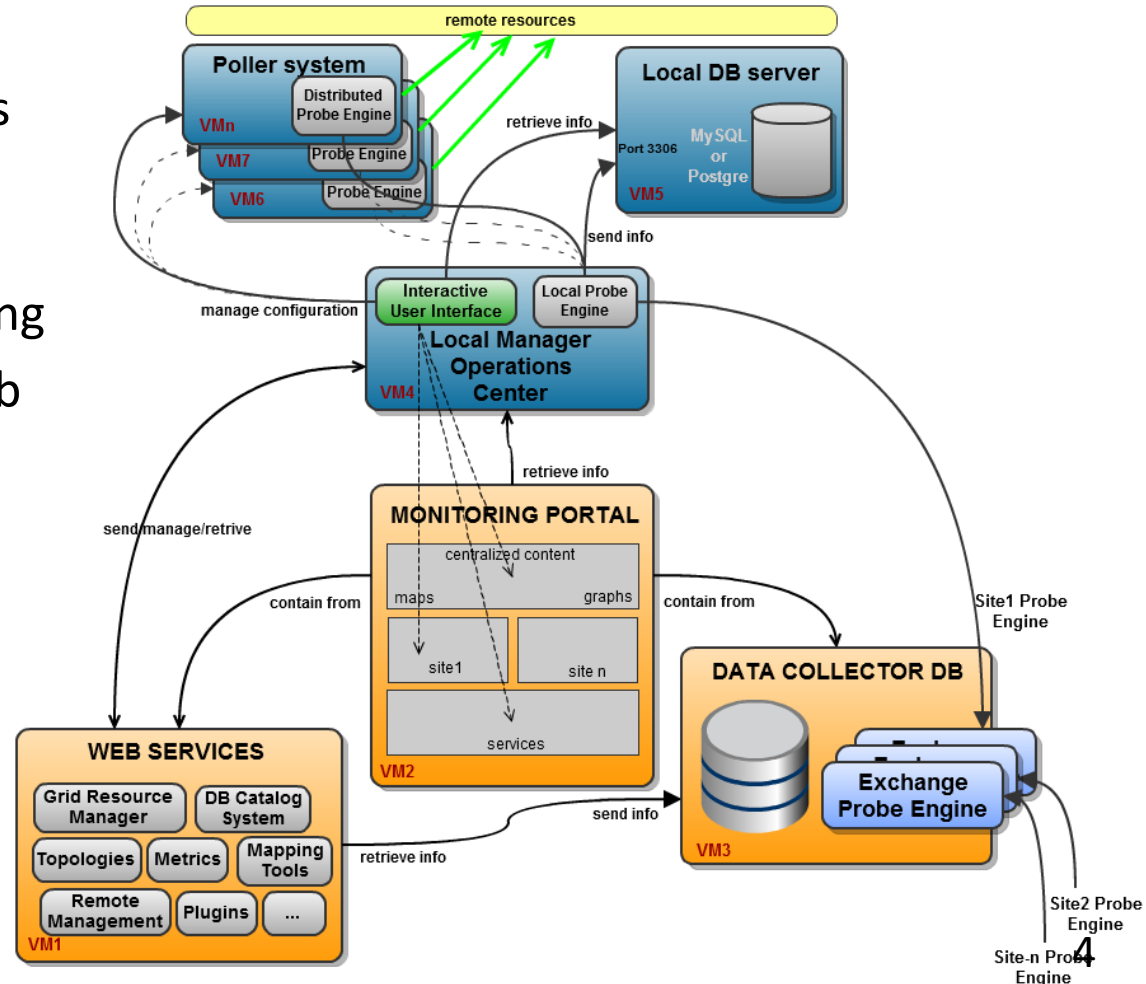 remote resources
Poller system
Distributed
Probe Engine
VMn
Probe Engine
VM7
Probe Engine
VM6
Local DB server
retrieve info
Port 3306
MySQL
or
Postgre
VM5
send info
s
ng
b
manage configuration
Interactive
User Interface
Local Probe
Engine
Local Manager
Operations
Center
VM4
retrieve info
send/manage/retrive
MONITORING PORTAL
centralized content
maps
graphs
site1
site n
services
VM2
contain from
contain from
Site1 Probe
Engine
DATA COLLECTOR DB
Exchange
Probe Engine
VM3
WEB SERVICES
Grid Resource
Manager
DB Catalog
System
Topologies
Metrics
Mapping
Tools
Remote
Management
Plugins
...
VM1
retrieve info
send info
Site2 Probe
Engine
Site-n Probe
Engine
4